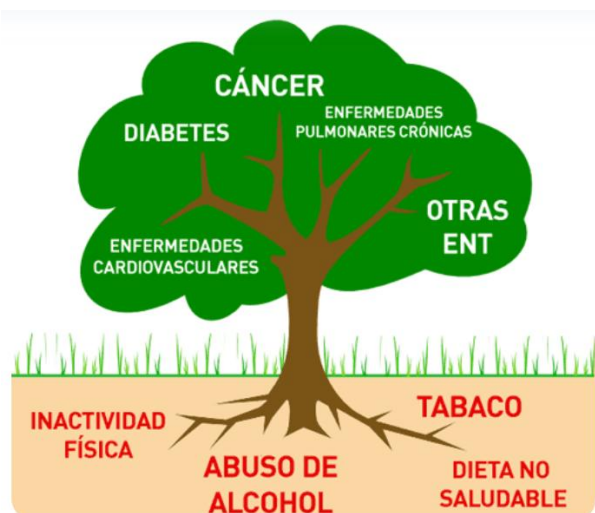 CÁNCER
ENFERMEDADES
PULMONARES CRÓNICAS
DIABETES
OTRAS
ENT
ENFERMEDADES
CARDIOVASCULARES
TABACO
INACTIVIDAD
FÍSICA
ABUSO DE
ALCOHOL
DIETA NO
SALUDABLE